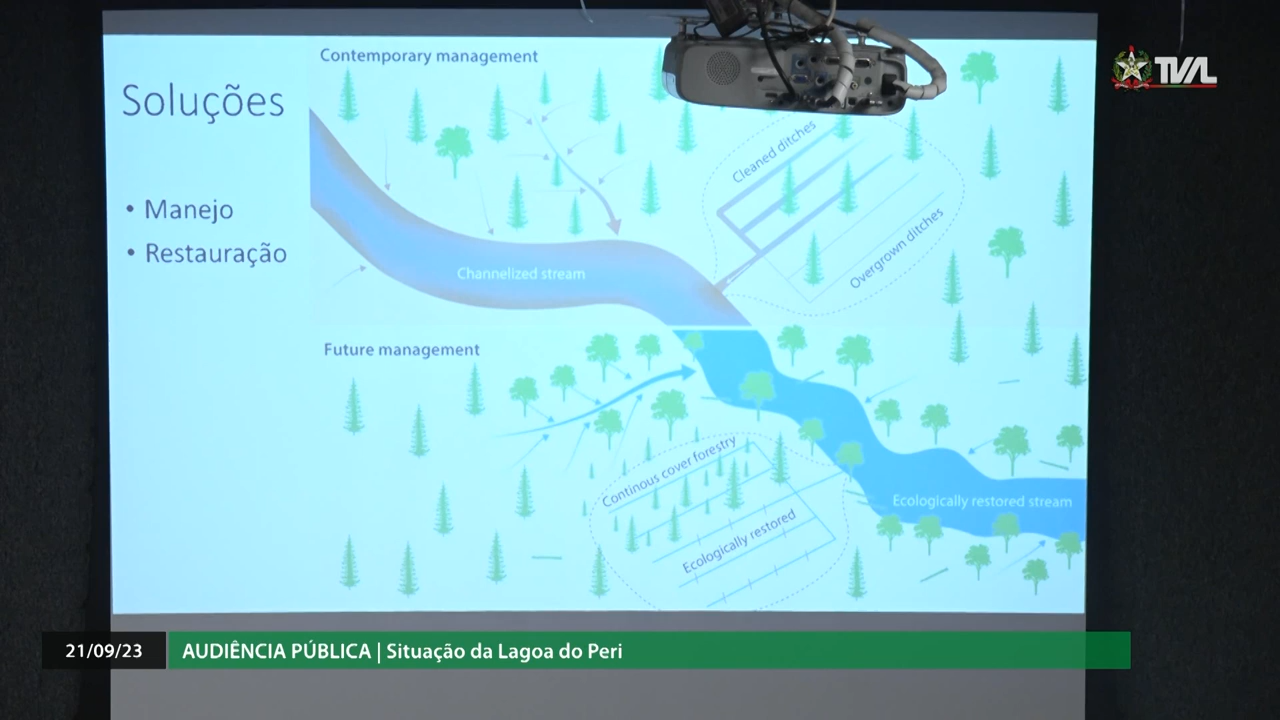 Contemporary management
Soluções
Cleaned ditches
Overgrown ditches
• Manejo
• Restauração
Channelized stream
Future management
Continous cover forestry
Ecologically restored
Ecologically restored stream
TVAL
21/09/23
AUDIÊNCIA PÚBLICA | Situação da Lagoa do Peri